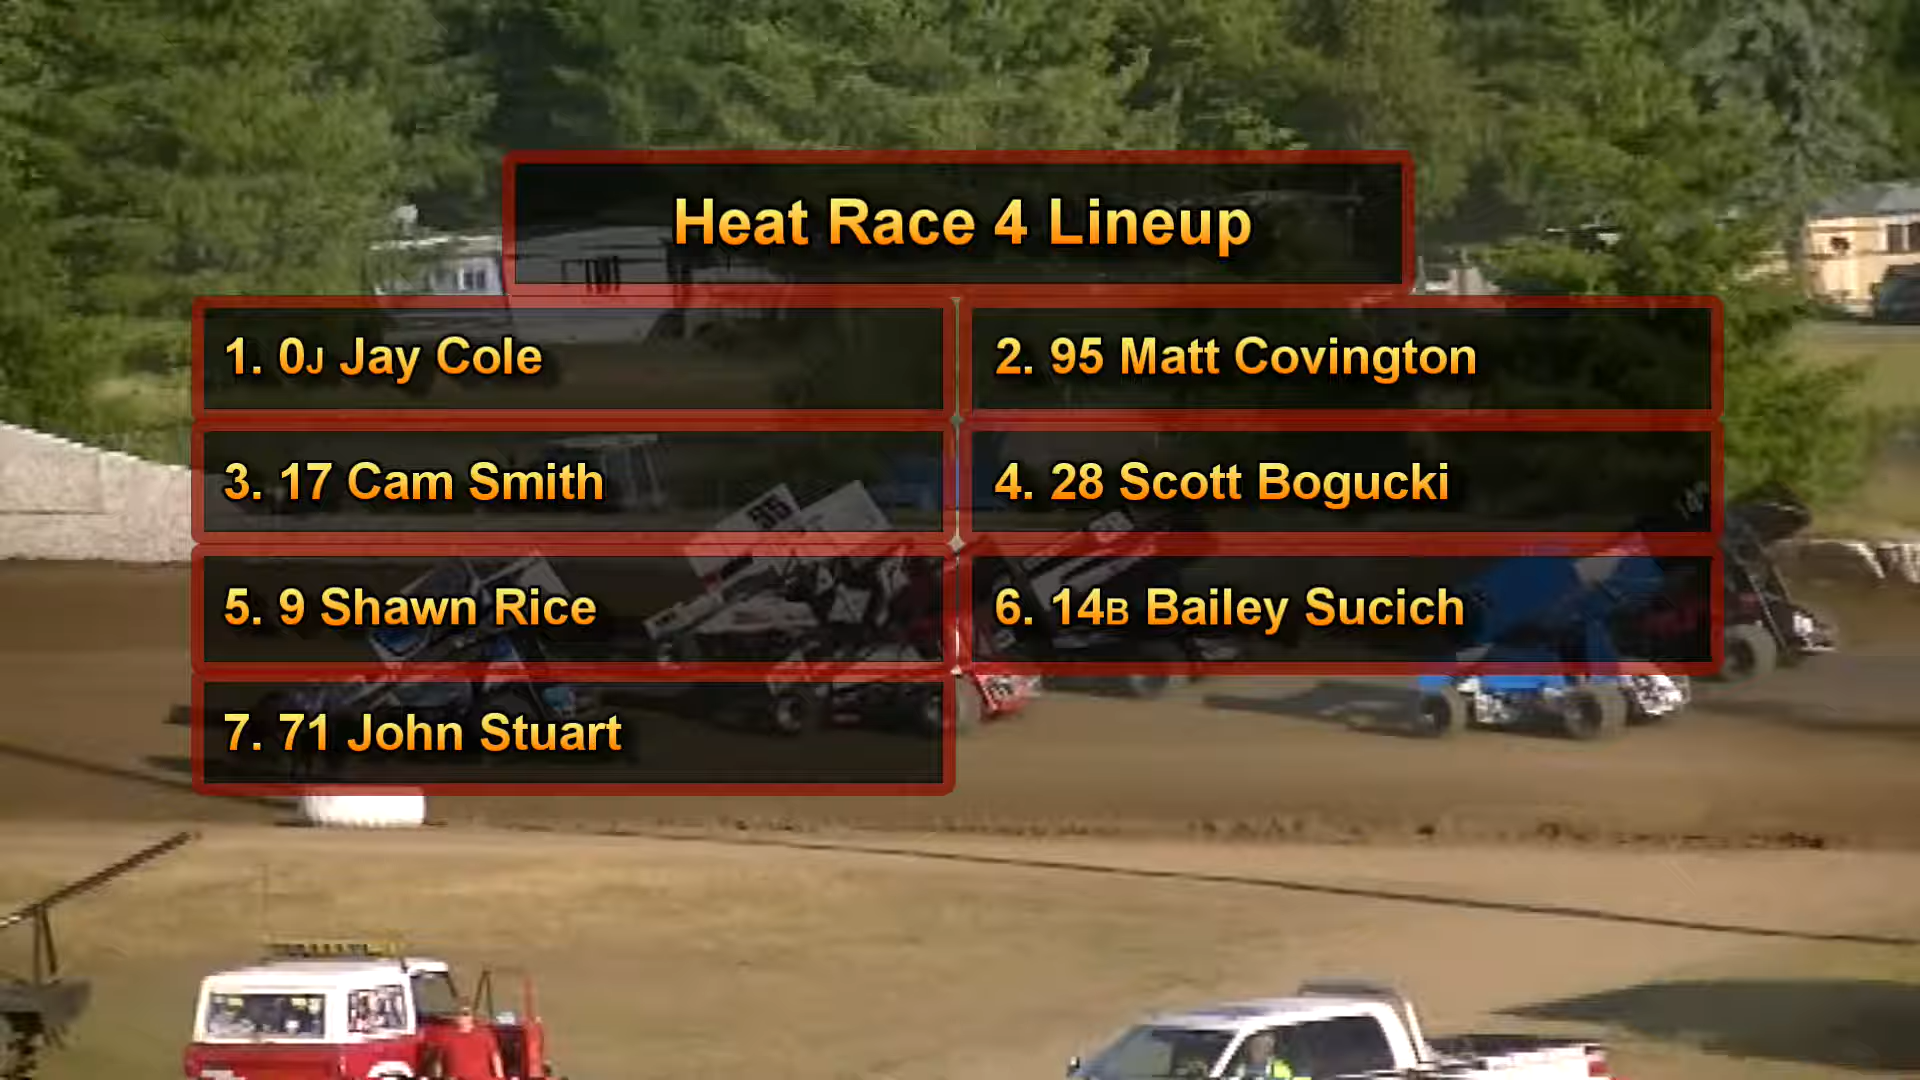 Heat Race 4 Lineup
1. 0J Jay Cole
2. 95 Matt Covington
3. 17 Cam Smith
4. 28 Scott Bogucki
5. 9 Shawn Rice
6. 14B Bailey Sucich
7. 71 John Stuart